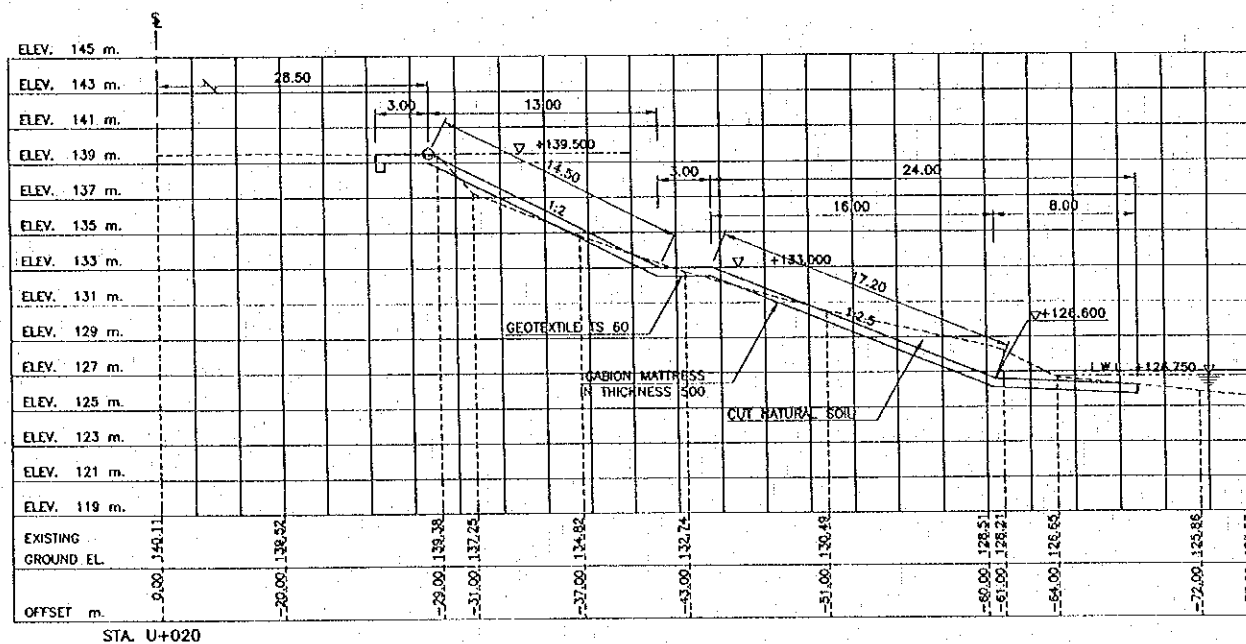 ELEV. 145 m.
ELEV. 143 m.
28.50
3.00
13.00
ELEV. 141 m.
ELEV. 139 m.
+139.500
14.50
3.00
24.00
ELEV. 137 m.
1:2
16.00
8.00
ELEV. 135 m.
ELEV. 133 m.
+133.000
17.20
ELEV. 131 m.
GEOTEXTILE TS 60
1:2.5
+126.600
ELEV. 129 m.
ELEV. 127 m.
GABION MATTRESS
IN THICKNESS 500
L.W.L. +126.750
ELEV. 125 m.
CUT NATURAL SOIL
ELEV. 123 m.
ELEV. 121 m.
ELEV. 119 m.
EXISTING
GROUND EL.
140.11
139.52
139.38
137.25
134.82
132.74
130.49
128.51
128.21
126.65
125.86
OFFSET m.
0.00
-20.00
-29.00
-31.00
-37.00
-43.00
-51.00
-60.00
-61.00
-64.00
-72.00
STA. U+020